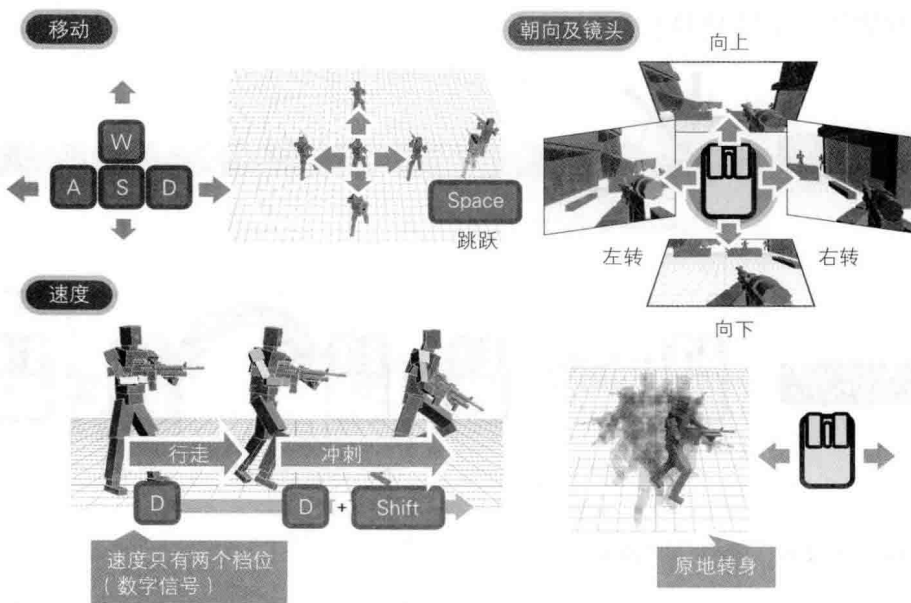 移动
W
A S D
Space
跳跃
朝向及镜头
向上
左转
右转
向下
速度
行走
冲刺
D
D + Shift
速度只有两个档位
(数字信号)
原地转身